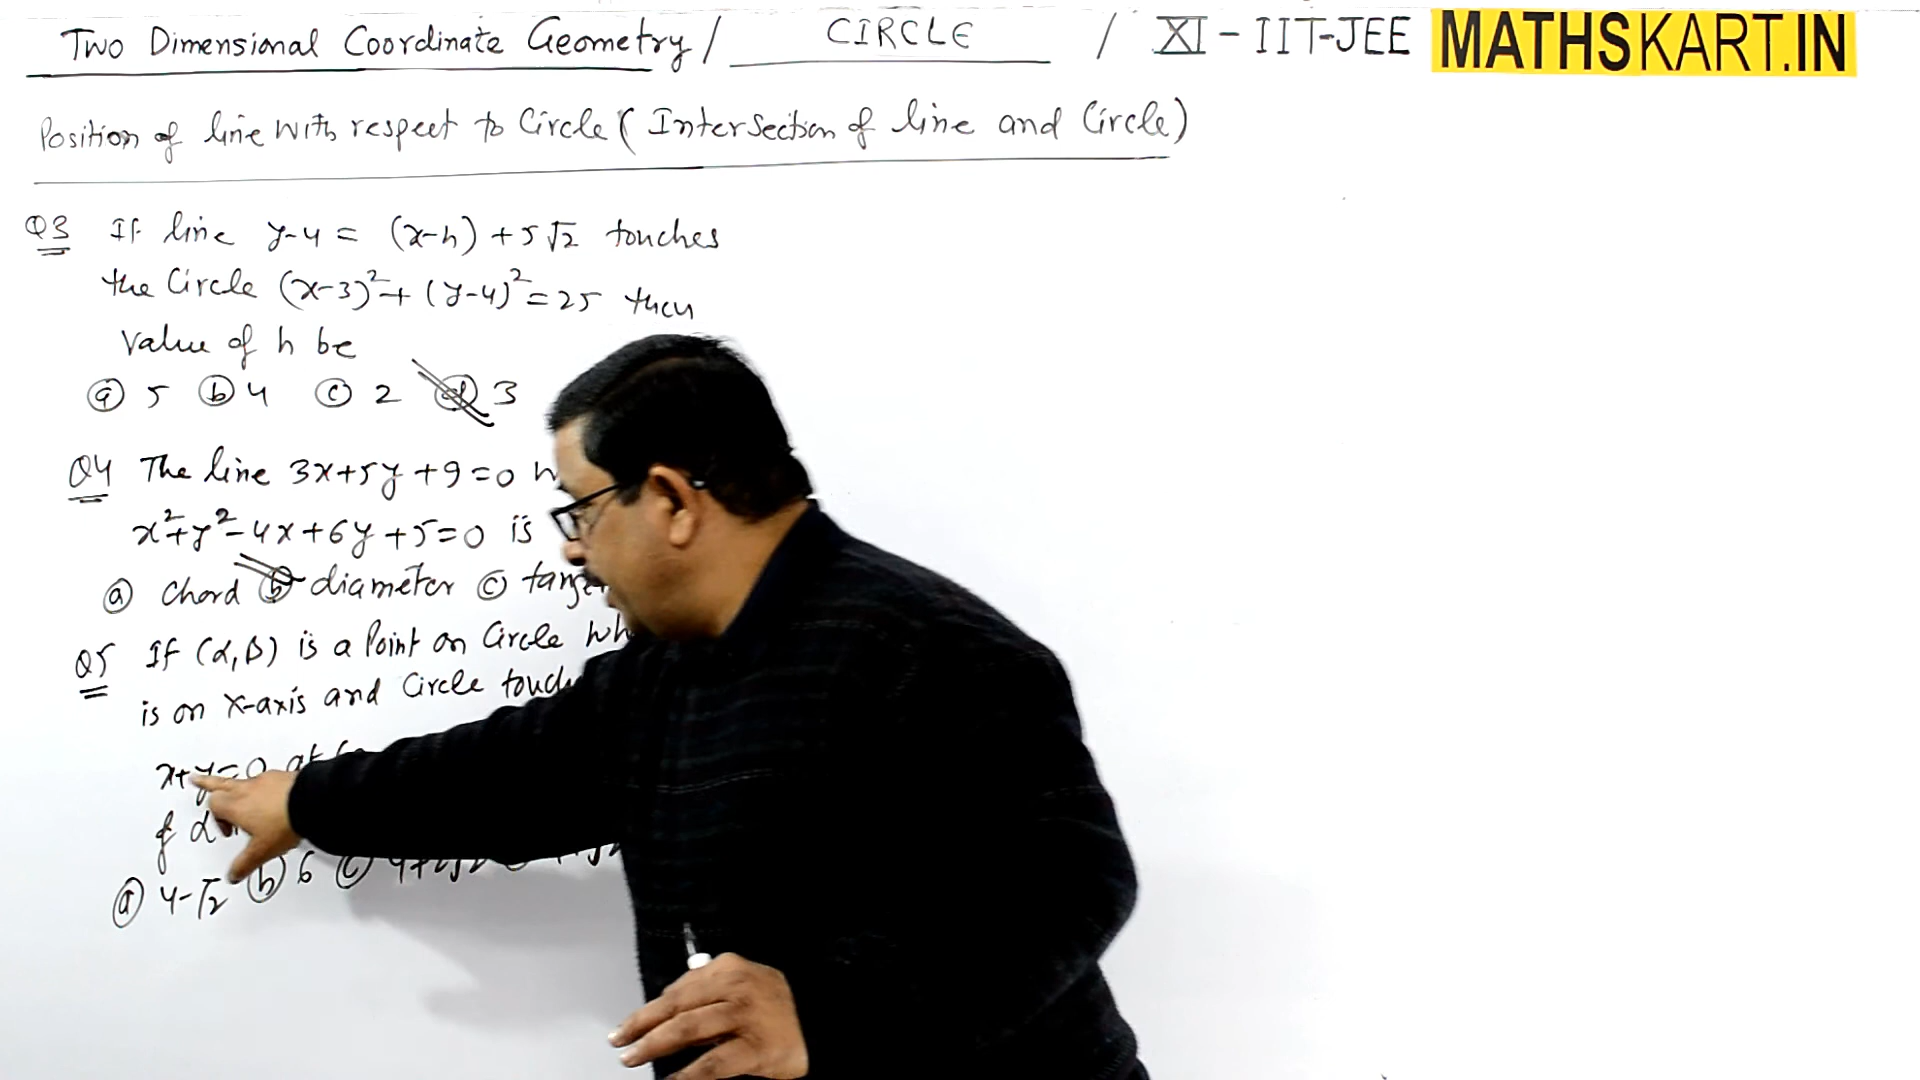 Two Dimensional Coordinate Geometry / CIRCLE / XI - IIT-JEE MATHSKART.IN
Position of line with respect to Circle (Intersection of line and Circle)
Q3 If line y-4 = (x-h) + 5√2 touches
the Circle (x-3)²+(y-4)²=25 then
Value of h be
(a) 5 (b) 4 (c) 2 (d) 3
Q4 The line 3x+5y+9=0
x²+y²-4x+6y+5=0 is
(a) Chord (b) diameter (c)
Q5 If (α,β) is a Point on Circle
is on X-axis and Circle
x+y=0 at
of α
(a) 4-√2 (b) 6 (c)